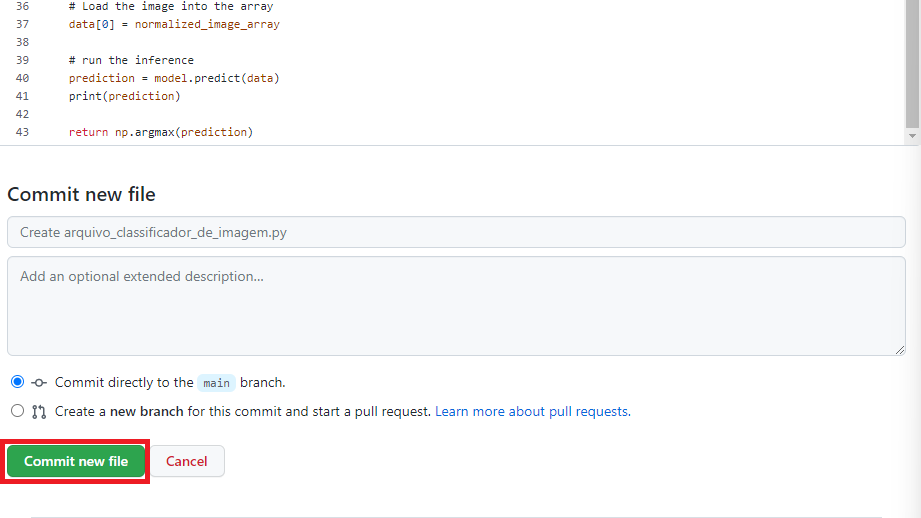 36 # Load the image into the array
37 data[0] = normalized_image_array
38
39 # run the inference
40 prediction = model.predict(data)
41 print(prediction)
42
43 return np.argmax(prediction)
Commit new file
Create arquivo_classificador_de_imagem.py
Add an optional extended description...
Commit directly to the main branch.
Create a new branch for this commit and start a pull request. Learn more about pull requests.
Commit new file Cancel